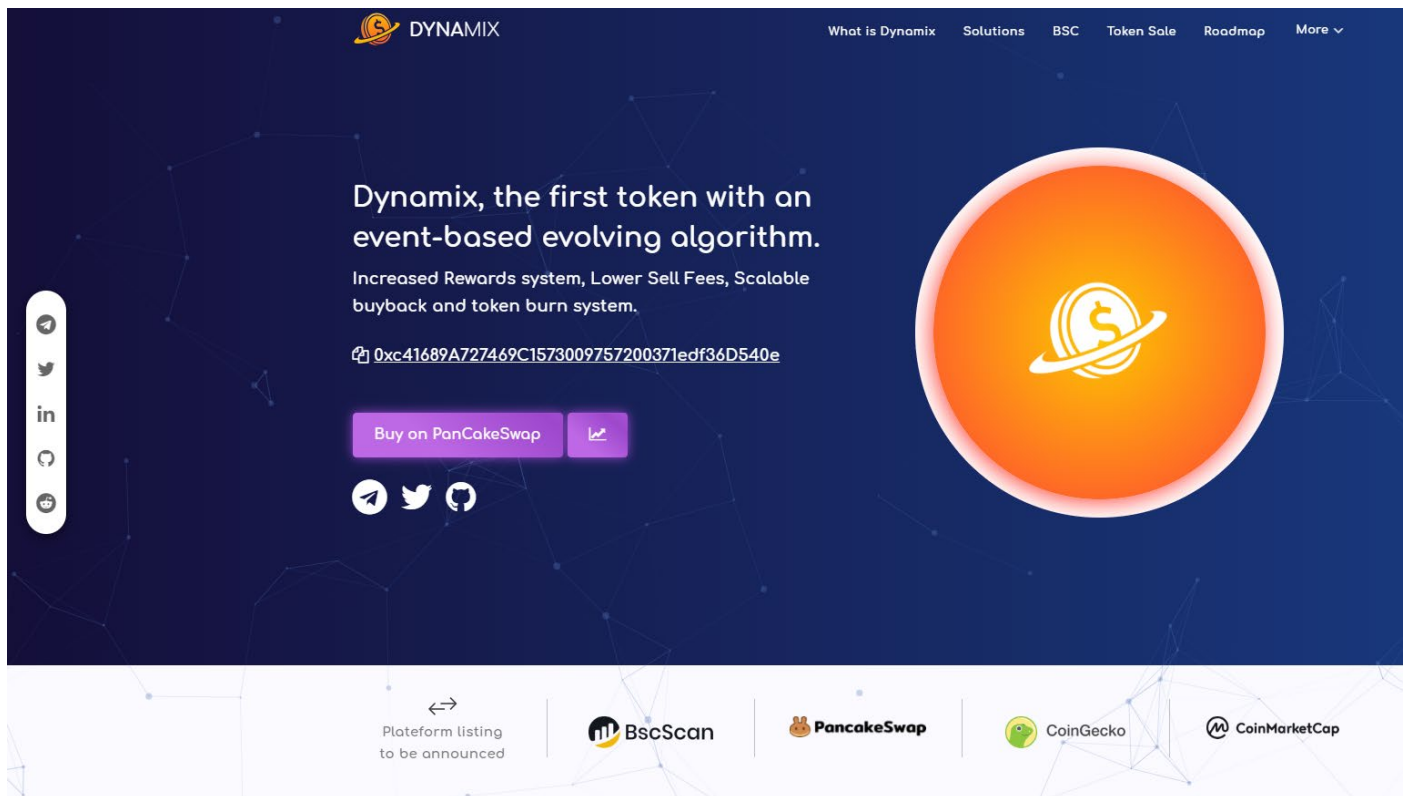 DYNAMIX
What is Dynamix
Solutions
BSC
Token Sale
Roadmap
More
Dynamix, the first token with an
event-based evolving algorithm.
Increased Rewards system, Lower Sell Fees, Scalable
buyback and token burn system.
0xc41689A727469C1573009757200371edf36D540e
Buy on PanCakeSwap
in
Plateform listing
to be announced
BscScan
PancakeSwap
CoinGecko
CoinMarketCap